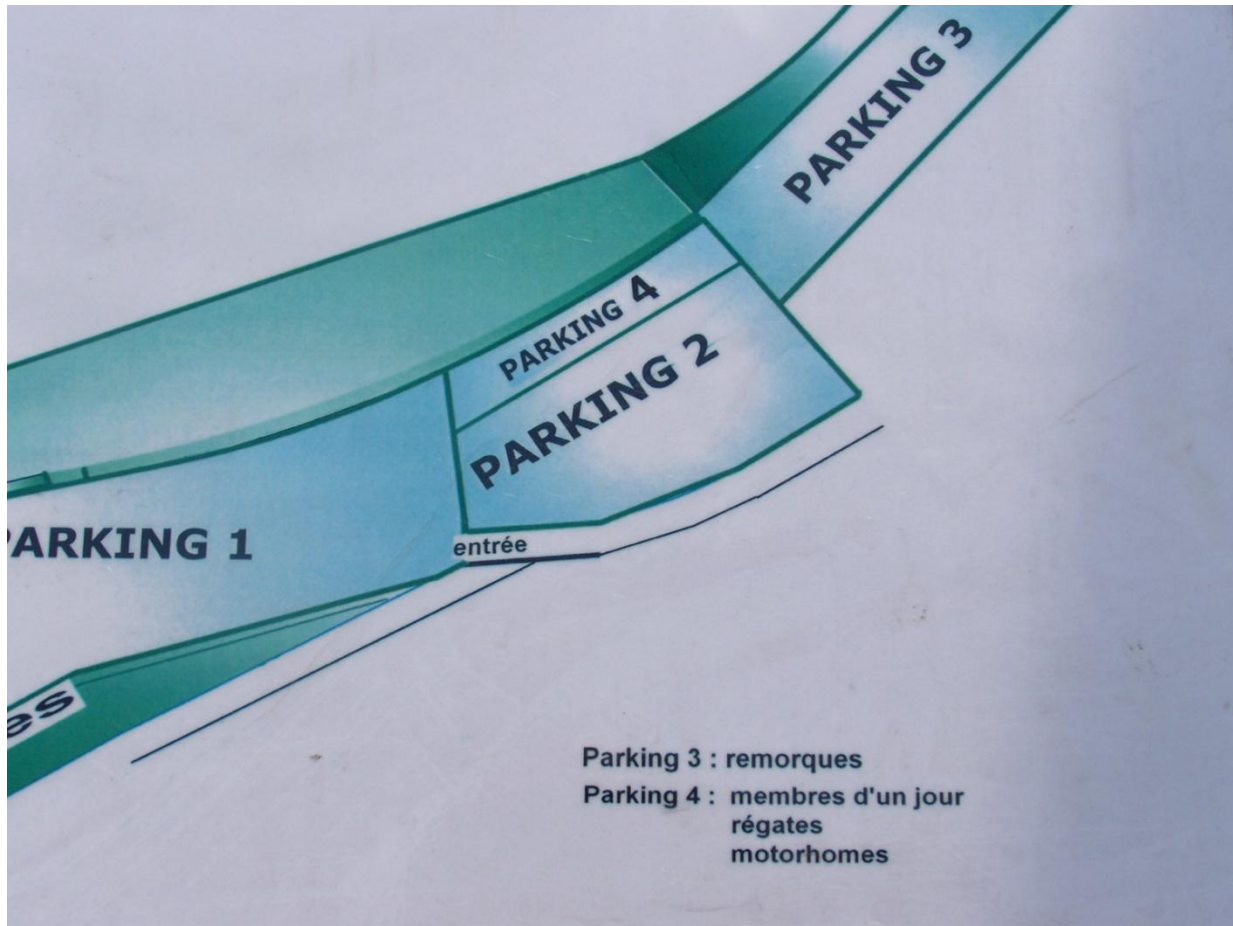 PARKING 3
PARKING 4
PARKING 2
ARKING 1
entrée
es
Parking 3 : remorques
Parking 4 : membres d'un jour
régates
motorhomes